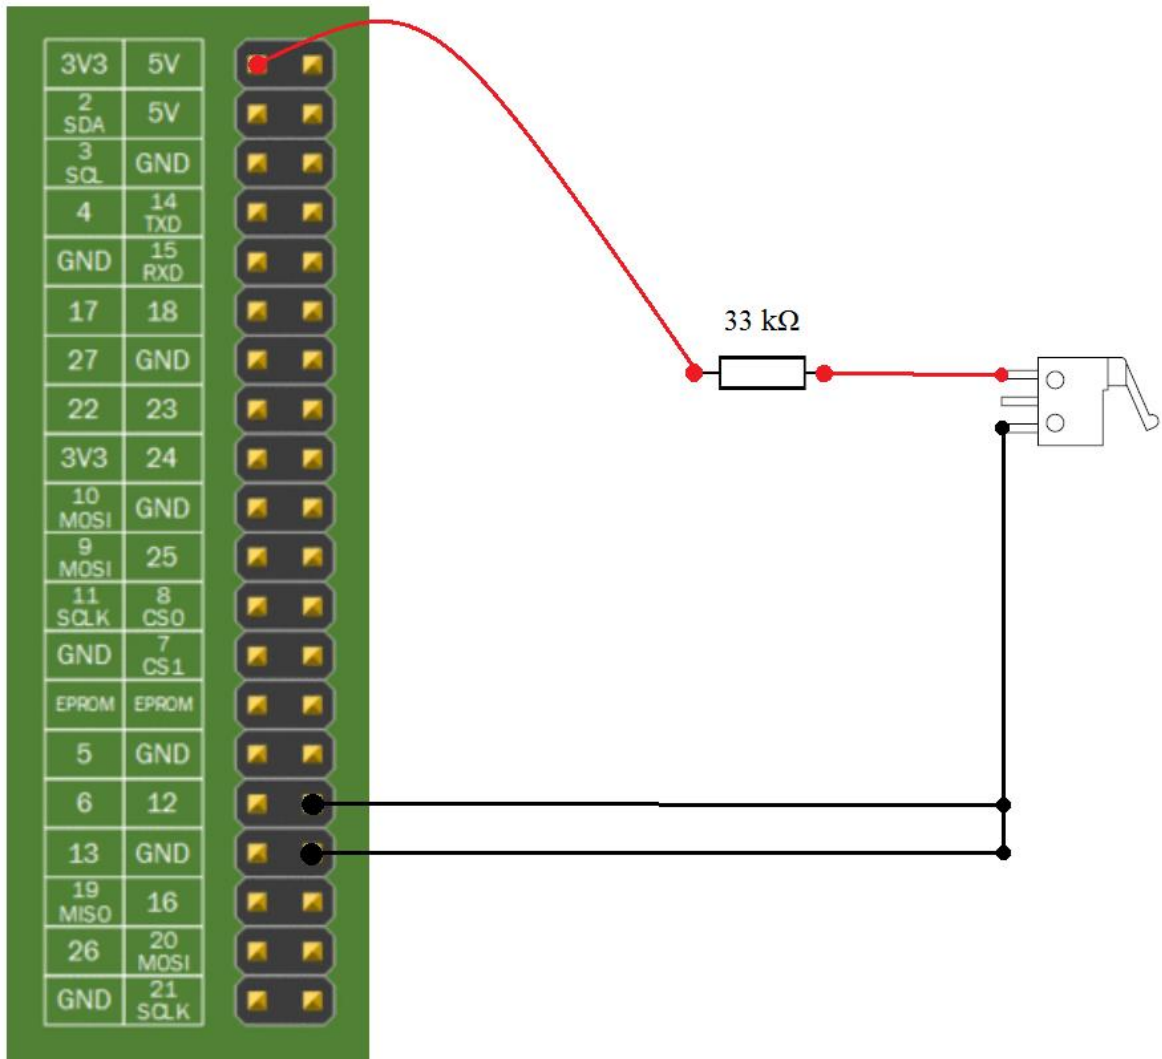 3V3 5V
2
SDA
5V
3
SCL
GND
4
14
TXD
GND
15
RXD
17 18
27 GND
22 23
3V3 24
10
MOSI
GND
9
MOSI
25
11
SCLK
8
CS0
GND
7
CS1
EPROM EPROM
5 GND
6 12
13 GND
19
MISO
16
26
20
MOSI
GND
21
SCLK
33 kΩ